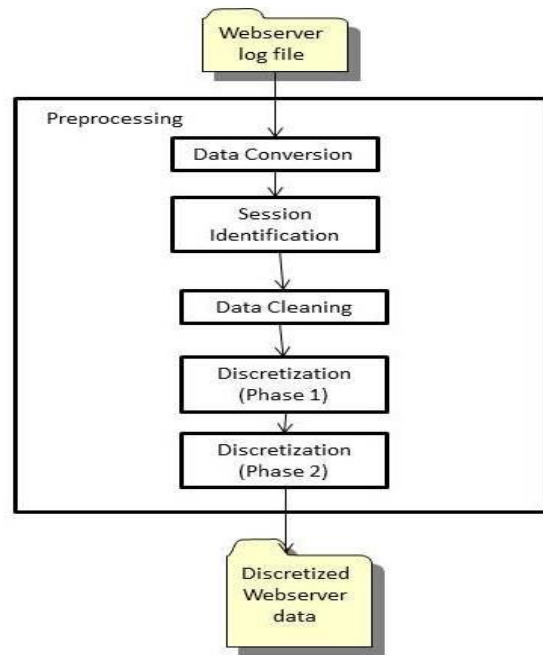 Webserver
log file
Preprocessing
Data Conversion
Session
Identification
Data Cleaning
Discretization
(Phase 1)
Discretization
(Phase 2)
Discretized
Webserver
data